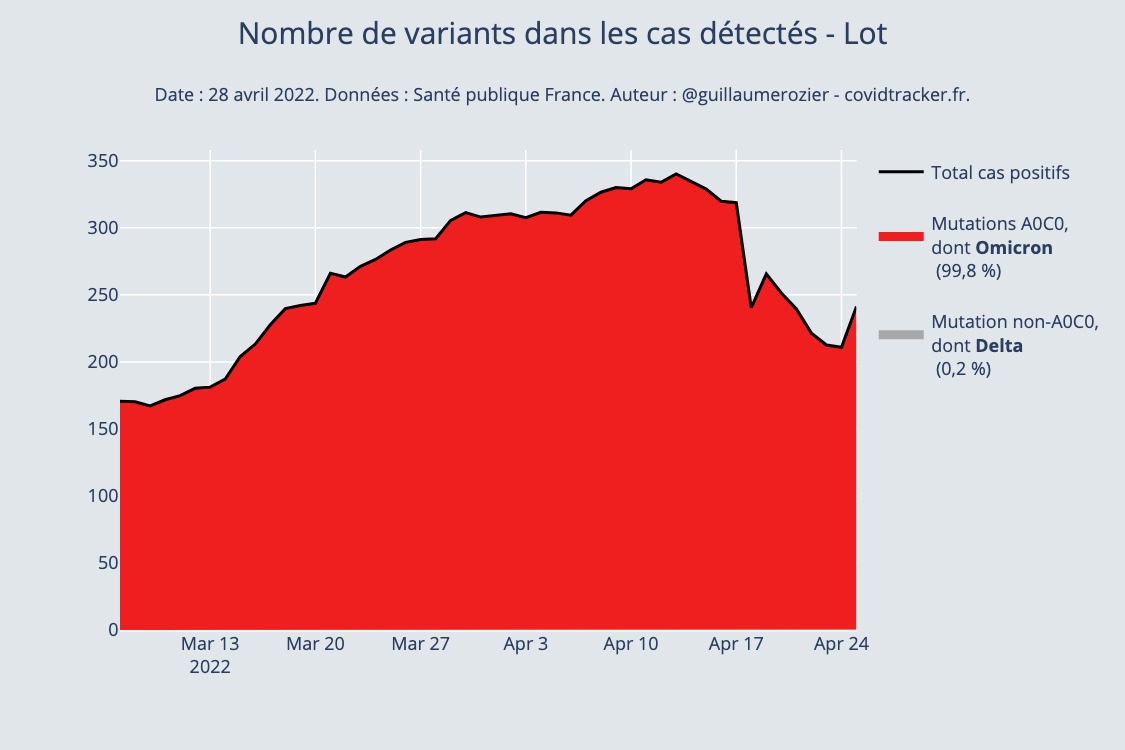 Nombre de variants dans les cas détectés - Lot
Date : 28 avril 2022. Données : Santé publique France. Auteur : @guillaumerozier - covidtracker.fr.
350
300
250
200
150
100
50
0
Mar 13
2022
Mar 20
Mar 27
Apr 3
Apr 10
Apr 17
Apr 24
Total cas positifs
Mutations A0C0,
dont Omicron
(99,8 %)
Mutation non-A0C0,
dont Delta
(0,2 %)